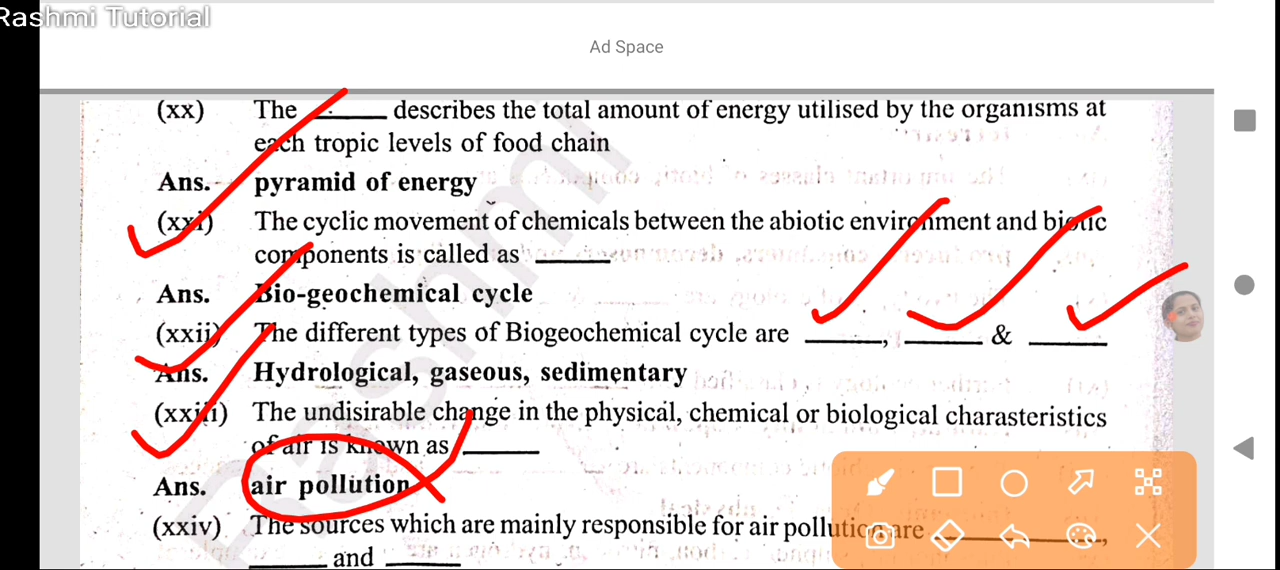 Rashmi Tutorial
Ad Space
(xx) The ______ describes the total amount of energy utilised by the organisms at
each tropic levels of food chain
Ans. pyramid of energy
(xxi) The cyclic movement of chemicals between the abiotic environment and biotic
components is called as ______
Ans. Bio-geochemical cycle
(xxii) The different types of Biogeochemical cycle are ______, ______ & ______
Ans. Hydrological, gaseous, sedimentary
(xxiii) The undisirable change in the physical, chemical or biological charasteristics
of air is known as ______
Ans. air pollution
(xxiv) The sources which are mainly responsible for air pollution are ______,
______ and ______
Rashmi